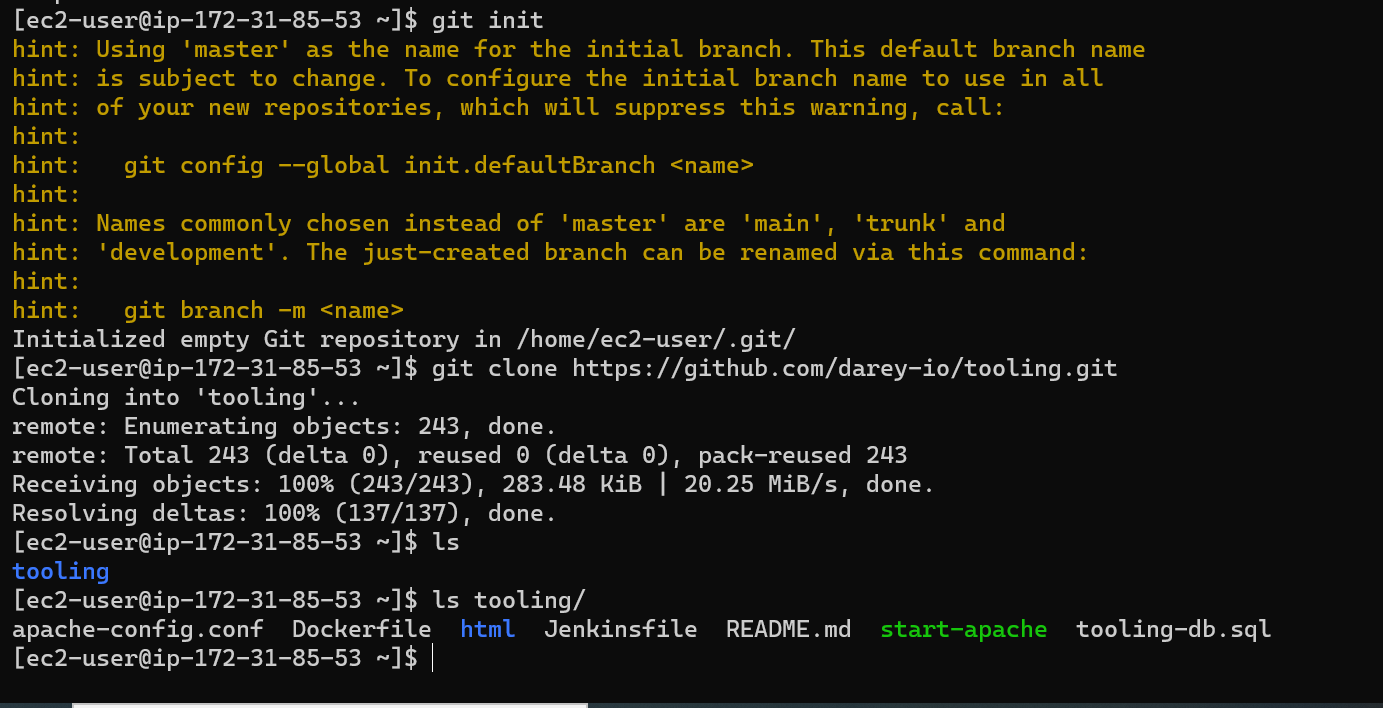 [ec2-user@ip-172-31-85-53 ~]$ git init
hint: Using 'master' as the name for the initial branch. This default branch name
hint: is subject to change. To configure the initial branch name to use in all
hint: of your new repositories, which will suppress this warning, call:
hint:
hint:   git config --global init.defaultBranch <name>
hint:
hint: Names commonly chosen instead of 'master' are 'main', 'trunk' and
hint: 'development'. The just-created branch can be renamed via this command:
hint:
hint:   git branch -m <name>
Initialized empty Git repository in /home/ec2-user/.git/
[ec2-user@ip-172-31-85-53 ~]$ git clone https://github.com/darey-io/tooling.git
Cloning into 'tooling'...
remote: Enumerating objects: 243, done.
remote: Total 243 (delta 0), reused 0 (delta 0), pack-reused 243
Receiving objects: 100% (243/243), 283.48 KiB | 20.25 MiB/s, done.
Resolving deltas: 100% (137/137), done.
[ec2-user@ip-172-31-85-53 ~]$ ls
tooling
[ec2-user@ip-172-31-85-53 ~]$ ls tooling/
apache-config.conf  Dockerfile  html  Jenkinsfile  README.md  start-apache  tooling-db.sql
[ec2-user@ip-172-31-85-53 ~]$